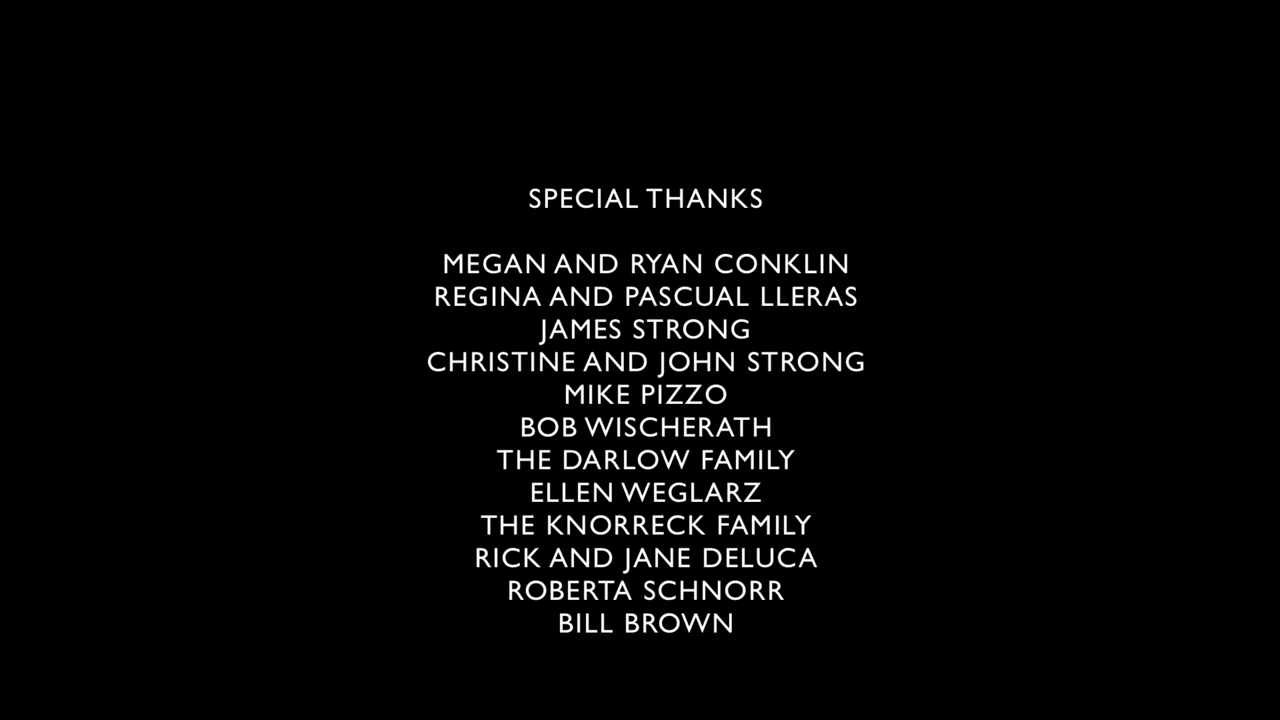 SPECIAL THANKS
MEGAN AND RYAN CONKLIN
REGINA AND PASCUAL LLERAS
JAMES STRONG
CHRISTINE AND JOHN STRONG
MIKE PIZZO
BOB WISCHERATH
THE DARLOW FAMILY
ELLEN WEGLARZ
THE KNORRECK FAMILY
RICK AND JANE DELUCA
ROBERTA SCHNORR
BILL BROWN